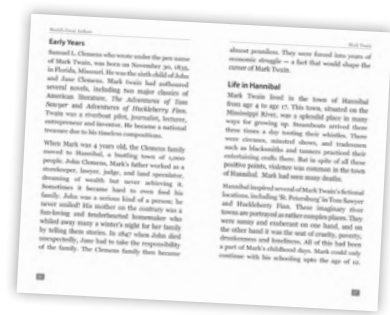 World's Great Authors
Early Years
Samuel L. Clemens who wrote under the pen name
of Mark Twain, was born on November 30, 1835,
in Florida, Missouri. He was the sixth child of John
and Jane Clemens. Mark Twain had authored
several novels, including two major classics of
American literature, The Adventures of Tom
Sawyer and Adventures of Huckleberry Finn.
Twain was a riverboat pilot, journalist, lecturer,
entrepreneur and inventor. He became a national
treasure due to his timeless compositions.
When Mark was 4 years old, the Clemens family
moved to Hannibal, a bustling town of 1,000
people. John Clemens, Mark's father worked as a
storekeeper, lawyer, judge, and land speculator,
dreaming of wealth but never achieving it.
Sometimes it became hard to even feed his
family. John was a serious kind of a person; he
never smiled! His mother on the contrary was a
fun-loving and tenderhearted homemaker who
whiled away many a winter's night for her family
by telling them stories. In 1847 when John died
unexpectedly, Jane had to take the responsibility
of the family. The Clemens family then became
Mark Twain
almost penniless. They were forced into years of
economic struggle — a fact that would shape the
career of Mark Twain.
Life in Hannibal
Mark Twain lived in the town of Hannibal
from age 4 to age 17. This town, situated on the
Mississippi River, was a splendid place in many
ways for growing up. Steamboats arrived there
three times a day tooting their whistles. There
were circuses, minstrel shows, and tradesmen
such as blacksmiths and tanners practised their
entertaining crafts there. But in spite of all these
positive points, violence was common in the town
of Hannibal. Mark had seen many deaths.
Hannibal inspired several of Mark Twain's fictional
locations, including 'St. Petersburg' in Tom Sawyer
and Huckleberry Finn. These imaginary river
towns are portrayed as rather complex places. They
were sunny and exuberant on one hand, and on
the other hand it was the seat of cruelty, poverty,
drunkenness and loneliness. All of this had been
a part of Mark's childhood days. Mark could only
continue with his schooling upto the age of 12.